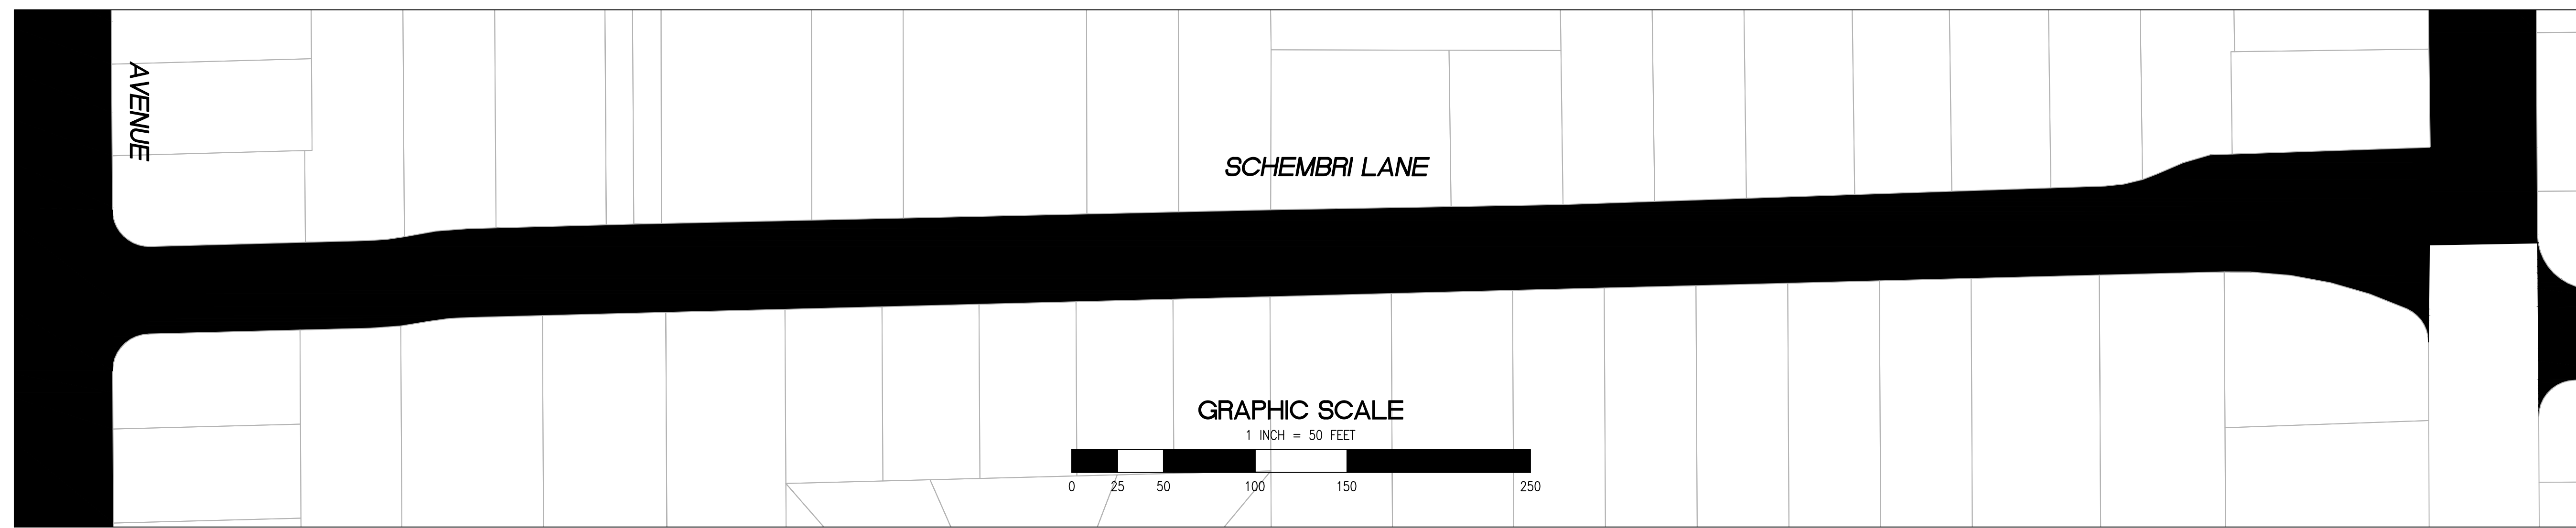 AVENUE
SCHEMBRI LANE
GRAPHIC SCALE
1 INCH = 50 FEET
0 25 50 100 150 250